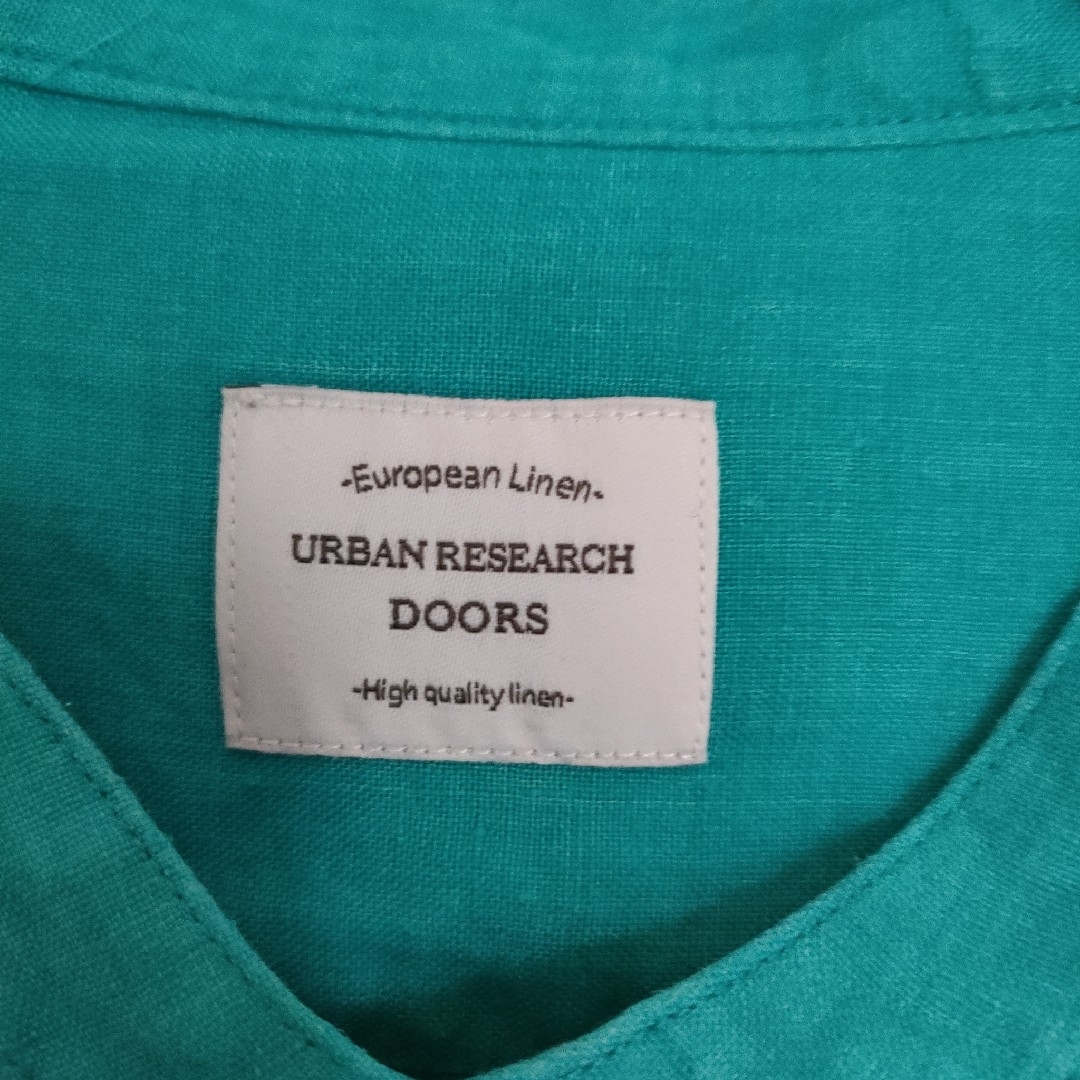 -European Linen-
URBAN RESEARCH
DOORS
-High quality linen-